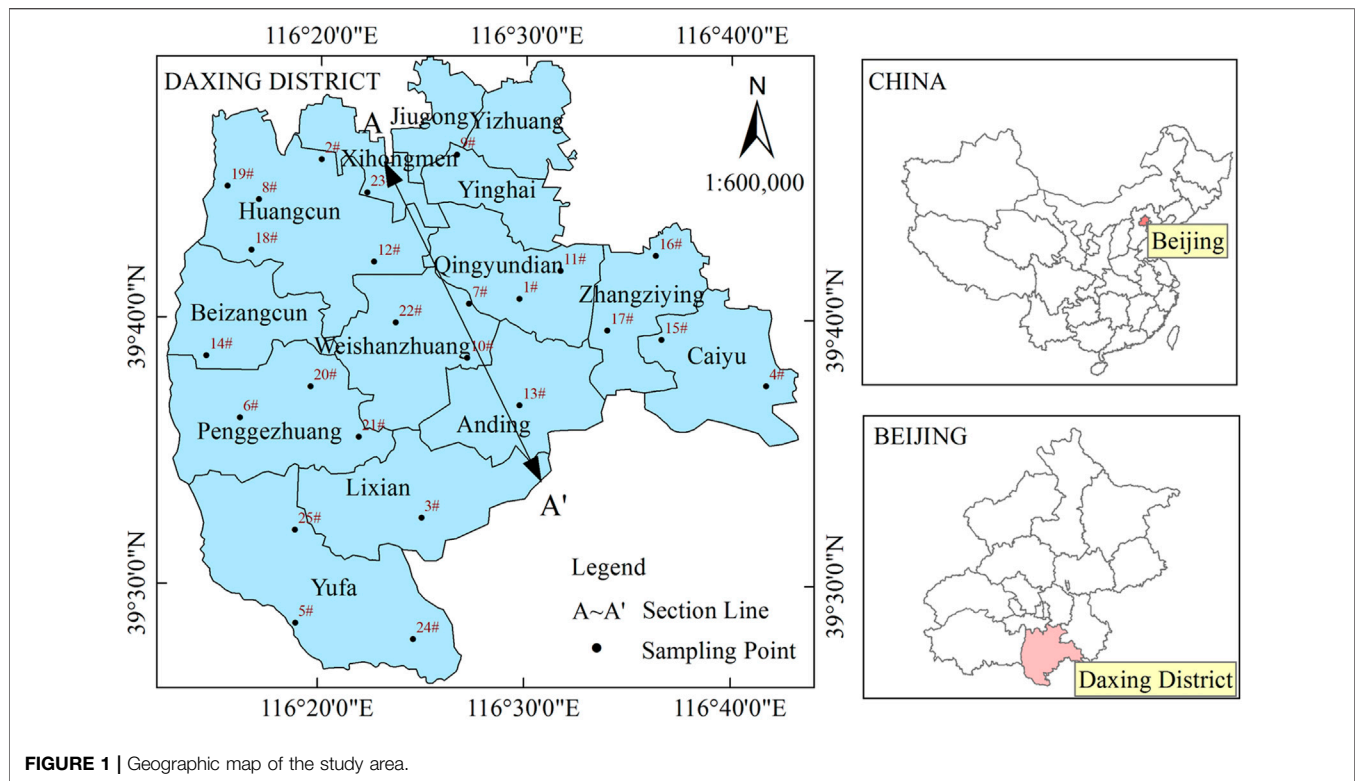 116°20'0"E 116°30'0"E 116°40'0"E
DAXING DISTRICT
N
1:600,000
A
Jiugong
Yizhuang
9#
2#
Xihongmen
23
Yinghai
19#
8#
Huangcun
18#
12#
16#
Qingyundian
11#
7#
1#
Zhangziying
39°40'0"N
39°40'0"N
Beizangcun
22#
17#
15#
Weishanzhuang
10#
Caiyu
14#
4#
20#
13#
6#
Anding
Penggezhuang
21#
Lixian
A'
3#
25#
39°30'0"N
39°30'0"N
Yufa
5#
24#
Legend
A~A' Section Line
Sampling Point
116°20'0"E 116°30'0"E 116°40'0"E
CHINA
Beijing
BEIJING
Daxing District
FIGURE 1 | Geographic map of the study area.